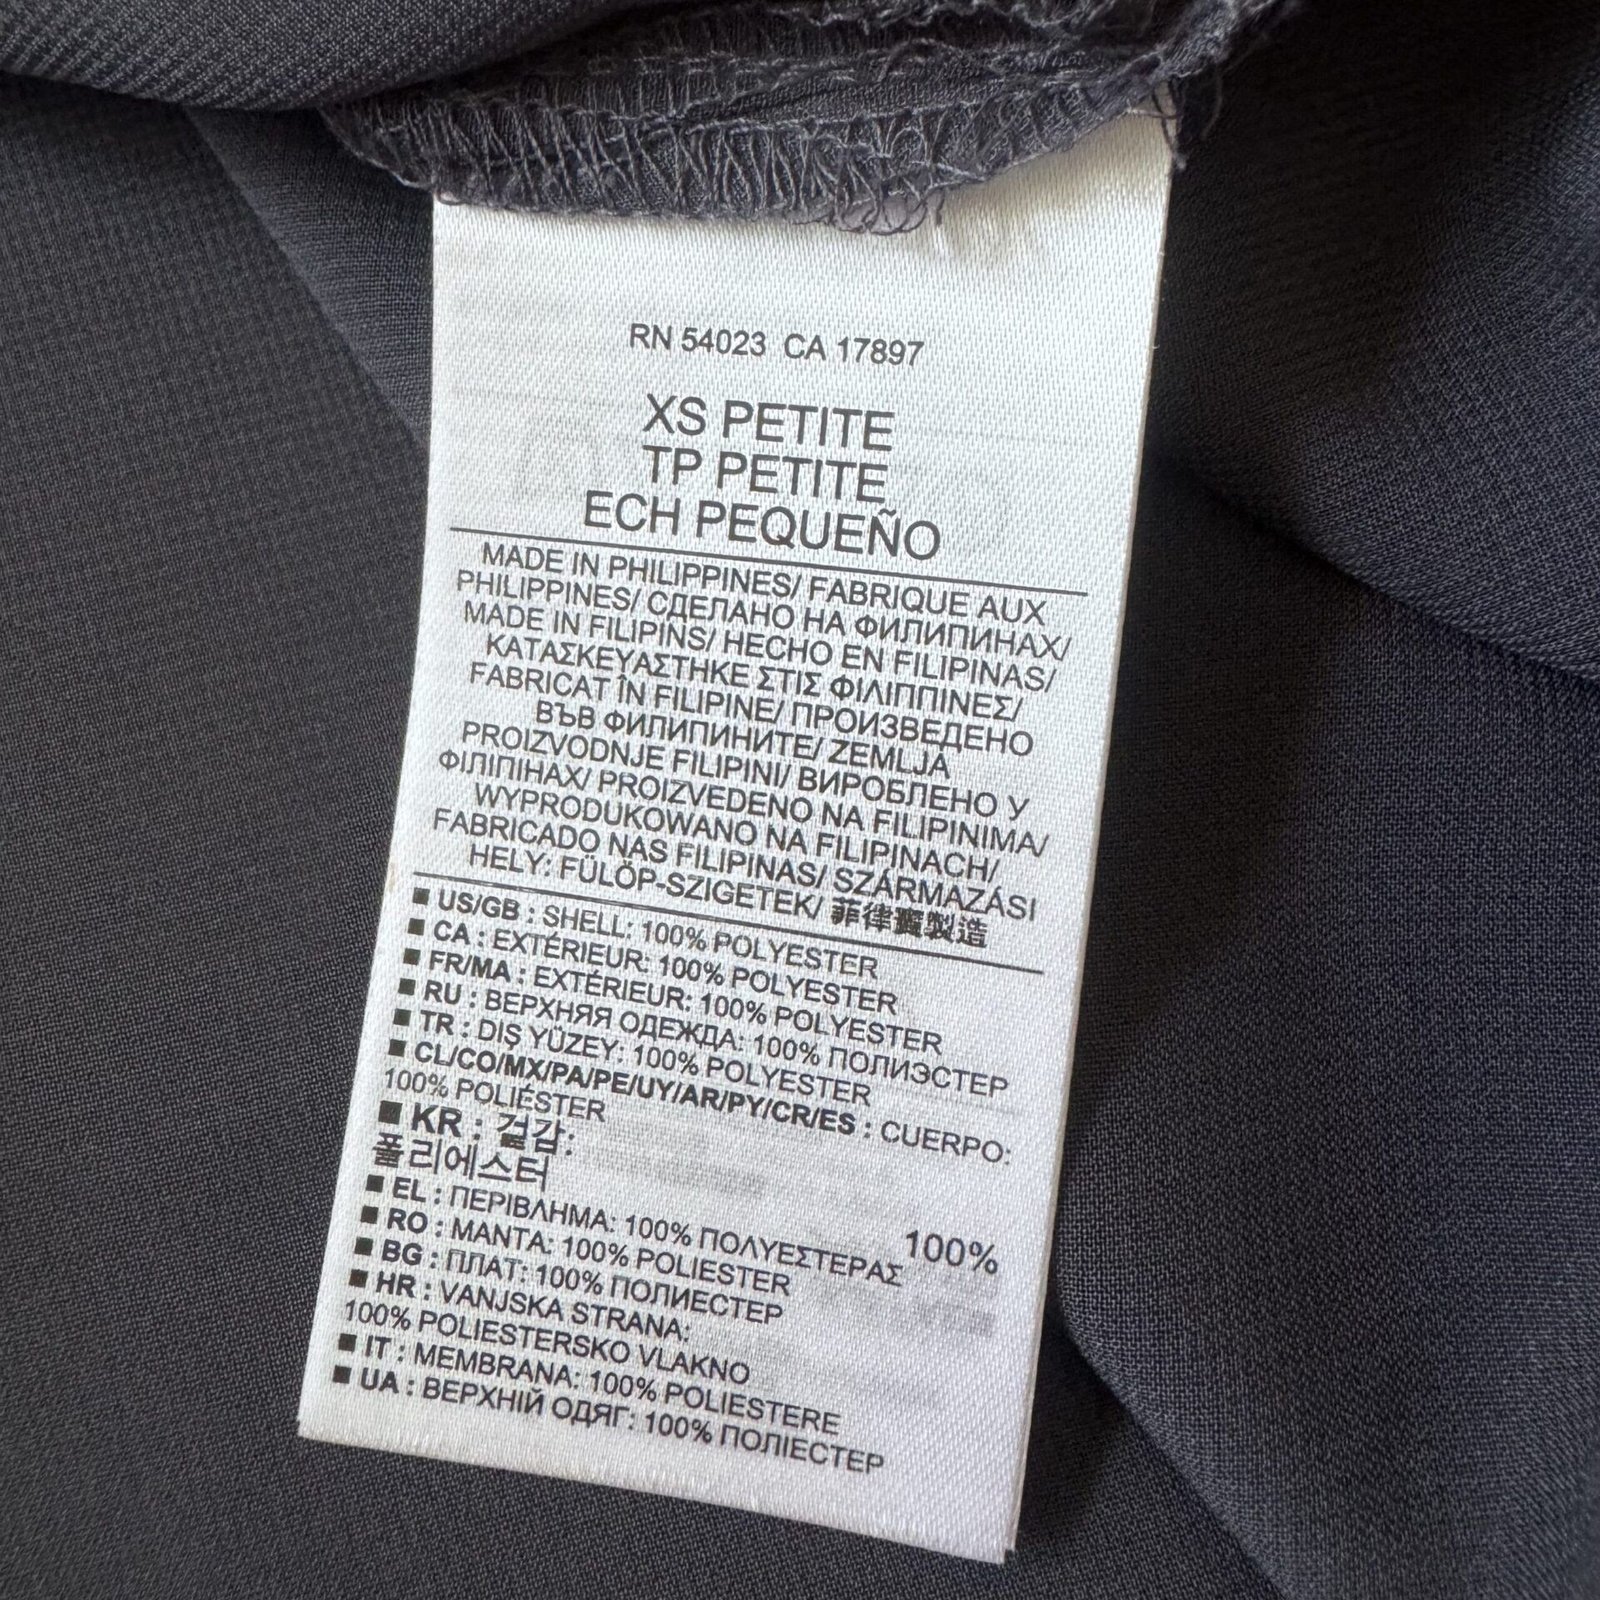 RN 54023 CA 17897
XS PETITE
TP PETITE
ECH PEQUEÑO
MADE IN PHILIPPINES/ FABRIQUE AUX
PHILIPPINES/ СДЕЛАНО НА ФИЛИПИНАХ/
MADE IN FILIPINS/ HECHO EN FILIPINAS/
ΚΑΤΑΣΚΕΥΑΣΤΗΚΕ ΣΤΙΣ ΦΙΛΙΠΠΙΝΕΣ/
FABRICAT ÎN FILIPINE/ ПРОИЗВЕДЕНО
ВЪВ ФИЛИПИНИТЕ/ ZEMLJA
PROIZVODNJE FILIPINI/ ВИРОБЛЕНО У
ФІЛІПІНАХ/ PROIZVEDENO NA FILIPINIMA/
WYPRODUKOWANO NA FILIPINACH/
FABRICADO NAS FILIPINAS/ SZÁRMAZÁSI
HELY: FÜLÖP-SZIGETEK/ 菲律賓製造
■ US/GB : SHELL: 100% POLYESTER
■ CA : EXTÉRIEUR: 100% POLYESTER
■ FR/MA : EXTÉRIEUR: 100% POLYESTER
■ RU : ВЕРХНЯЯ ОДЕЖДА: 100% ПОЛИЭСТЕР
■ TR : DIŞ YÜZEY: 100% POLYESTER
■ CL/CO/MX/PA/PE/UY/AR/PY/CR/ES : CUERPO:
100% POLIÉSTER
■ KR : 겉감:
폴리에스터 100%
■ EL : ΠΕΡΙΒΛΗΜΑ: 100% ΠΟΛΥΕΣΤΕΡΑΣ
■ RO : MANTA: 100% POLIESTER
■ BG : ПЛАТ: 100% ПОЛИЕСТЕР
■ HR : VANJSKA STRANA:
100% POLIESTERSKO VLAKNO
■ IT : MEMBRANA: 100% POLIESTERE
■ UA : ВЕРХНІЙ ОДЯГ: 100% ПОЛІЕСТЕР